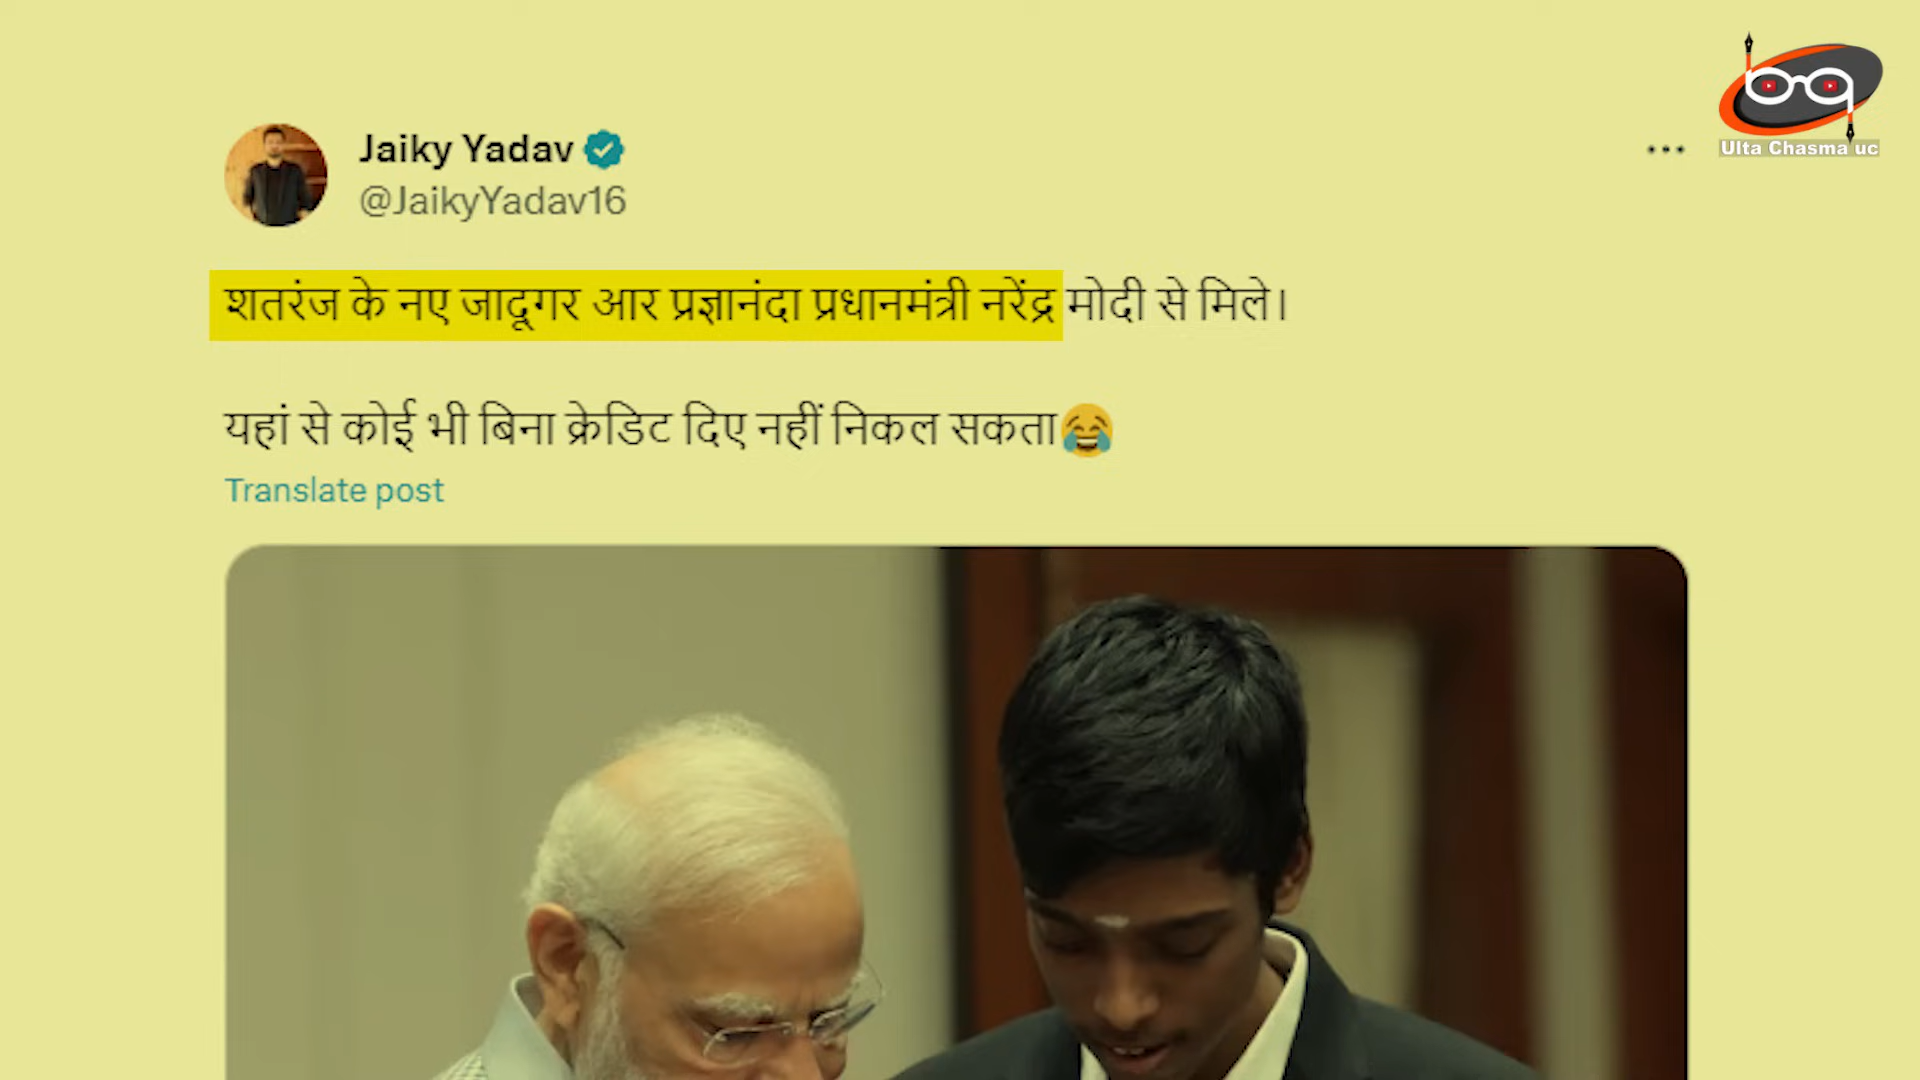 Ulta Chasma uc
Jaiky Yadav
@JaikyYadav16
शतरंज के नए जादूगर आर प्रज्ञानंदा प्रधानमंत्री नरेंद्र मोदी से मिले।
यहां से कोई भी बिना क्रेडिट दिए नहीं निकल सकता😂
Translate post